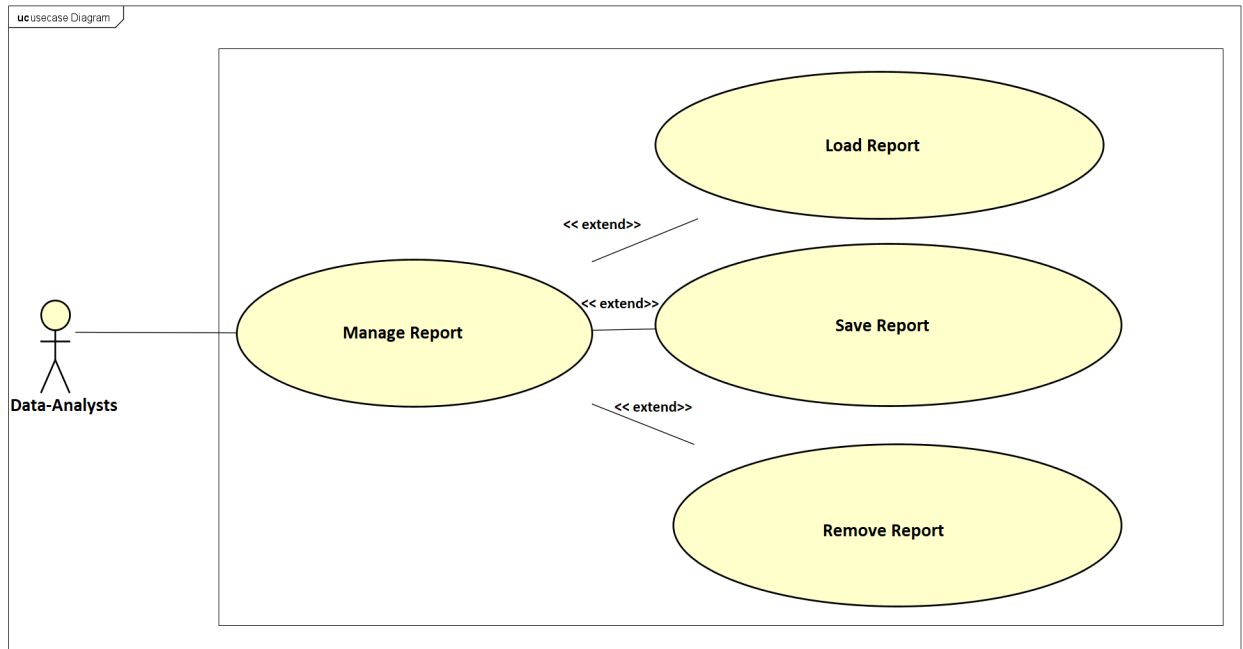 uc usecase Diagram
Load Report
<< extend>>
<< extend>>
Save Report
Manage Report
Data-Analysts
<< extend>>
Remove Report